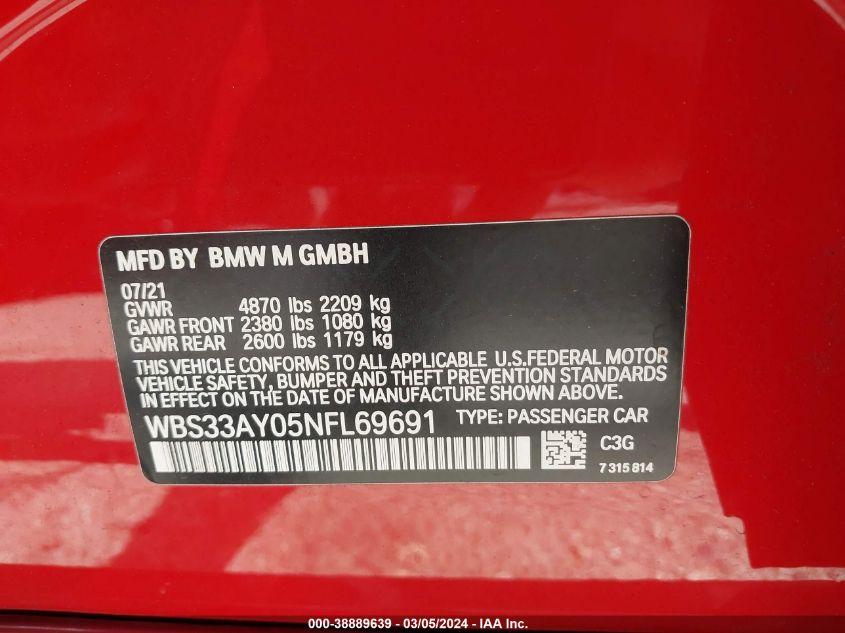 MFD BY BMW M GMBH
07/21
GVWR 4870 lbs 2209 kg
GAWR FRONT 2380 lbs 1080 kg
GAWR REAR 2600 lbs 1179 kg
THIS VEHICLE CONFORMS TO ALL APPLICABLE U.S.FEDERAL MOTOR
VEHICLE SAFETY, BUMPER AND THEFT PREVENTION STANDARDS
IN EFFECT ON THE DATE OF MANUFACTURE SHOWN ABOVE.
WBS33AY05NFL69691 TYPE: PASSENGER CAR
C3G
7 315 814
000-38889639 - 03/05/2024 - IAA Inc.